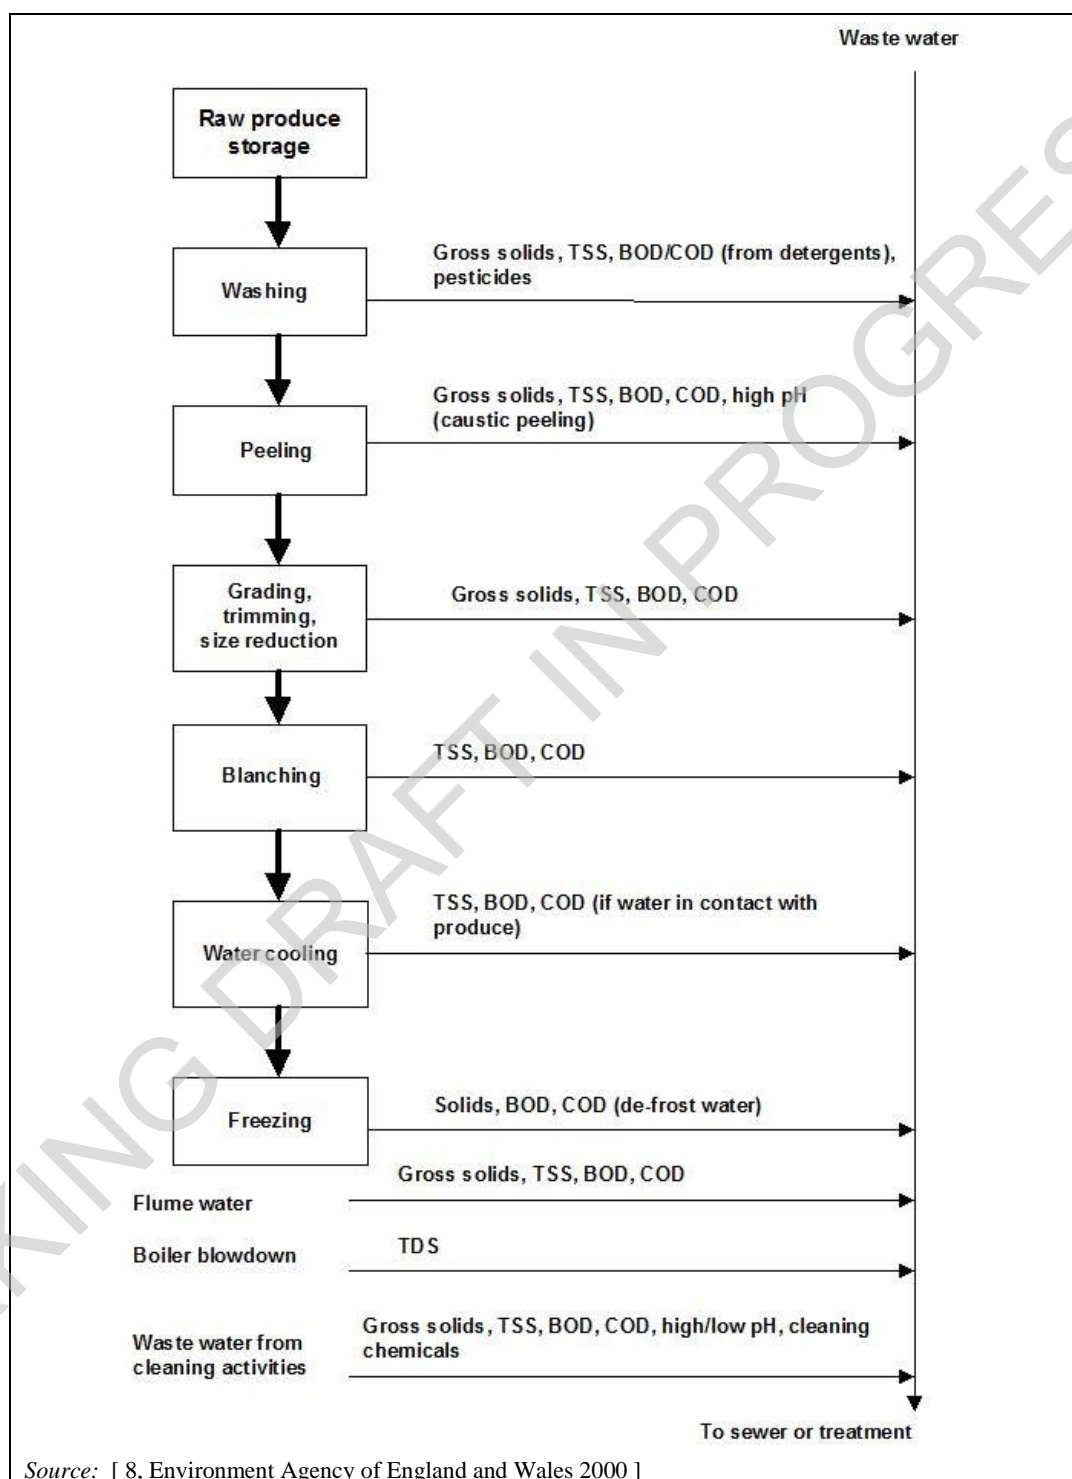 Waste water
Raw produce
storage
Gross solids, TSS, BOD/COD (from detergents),
pesticides
Washing
Gross solids, TSS, BOD, COD, high pH
(caustic peeling)
Peeling
Grading,
trimming,
size reduction
Gross solids, TSS, BOD, COD
TSS, BOD, COD
Blanching
TSS, BOD, COD (if water in contact with
produce)
Water cooling
Solids, BOD, COD (de-frost water)
Freezing
Gross solids, TSS, BOD, COD
Flume water
TDS
Boiler blowdown
Gross solids, TSS, BOD, COD, high/low pH, cleaning
chemicals
Waste water from
cleaning activities
To sewer or treatment
Source: [ 8, Environment Agency of England and Wales 2000 ]
KING DRAFT IN PROGRES